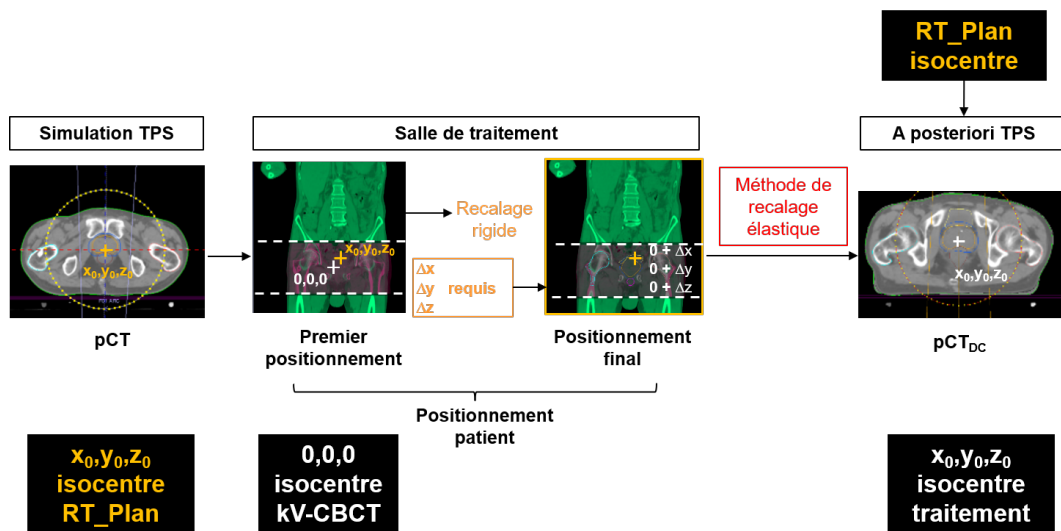 RT_Plan
isocentre
Simulation TPS
Salle de traitement
A posteriori TPS
x₀,y₀,z₀
pCT
x₀,y₀,z₀
0,0,0
Premier
positionnement
Recalage
rigide
Δx
Δy requis
Δz
0 + Δx
0 + Δy
0 + Δz
Positionnement
final
Positionnement
patient
Méthode de
recalage
élastique
x₀,y₀,z₀
pCT_DC
x₀,y₀,z₀
isocentre
RT_Plan
0,0,0
isocentre
kV-CBCT
x₀,y₀,z₀
isocentre
traitement